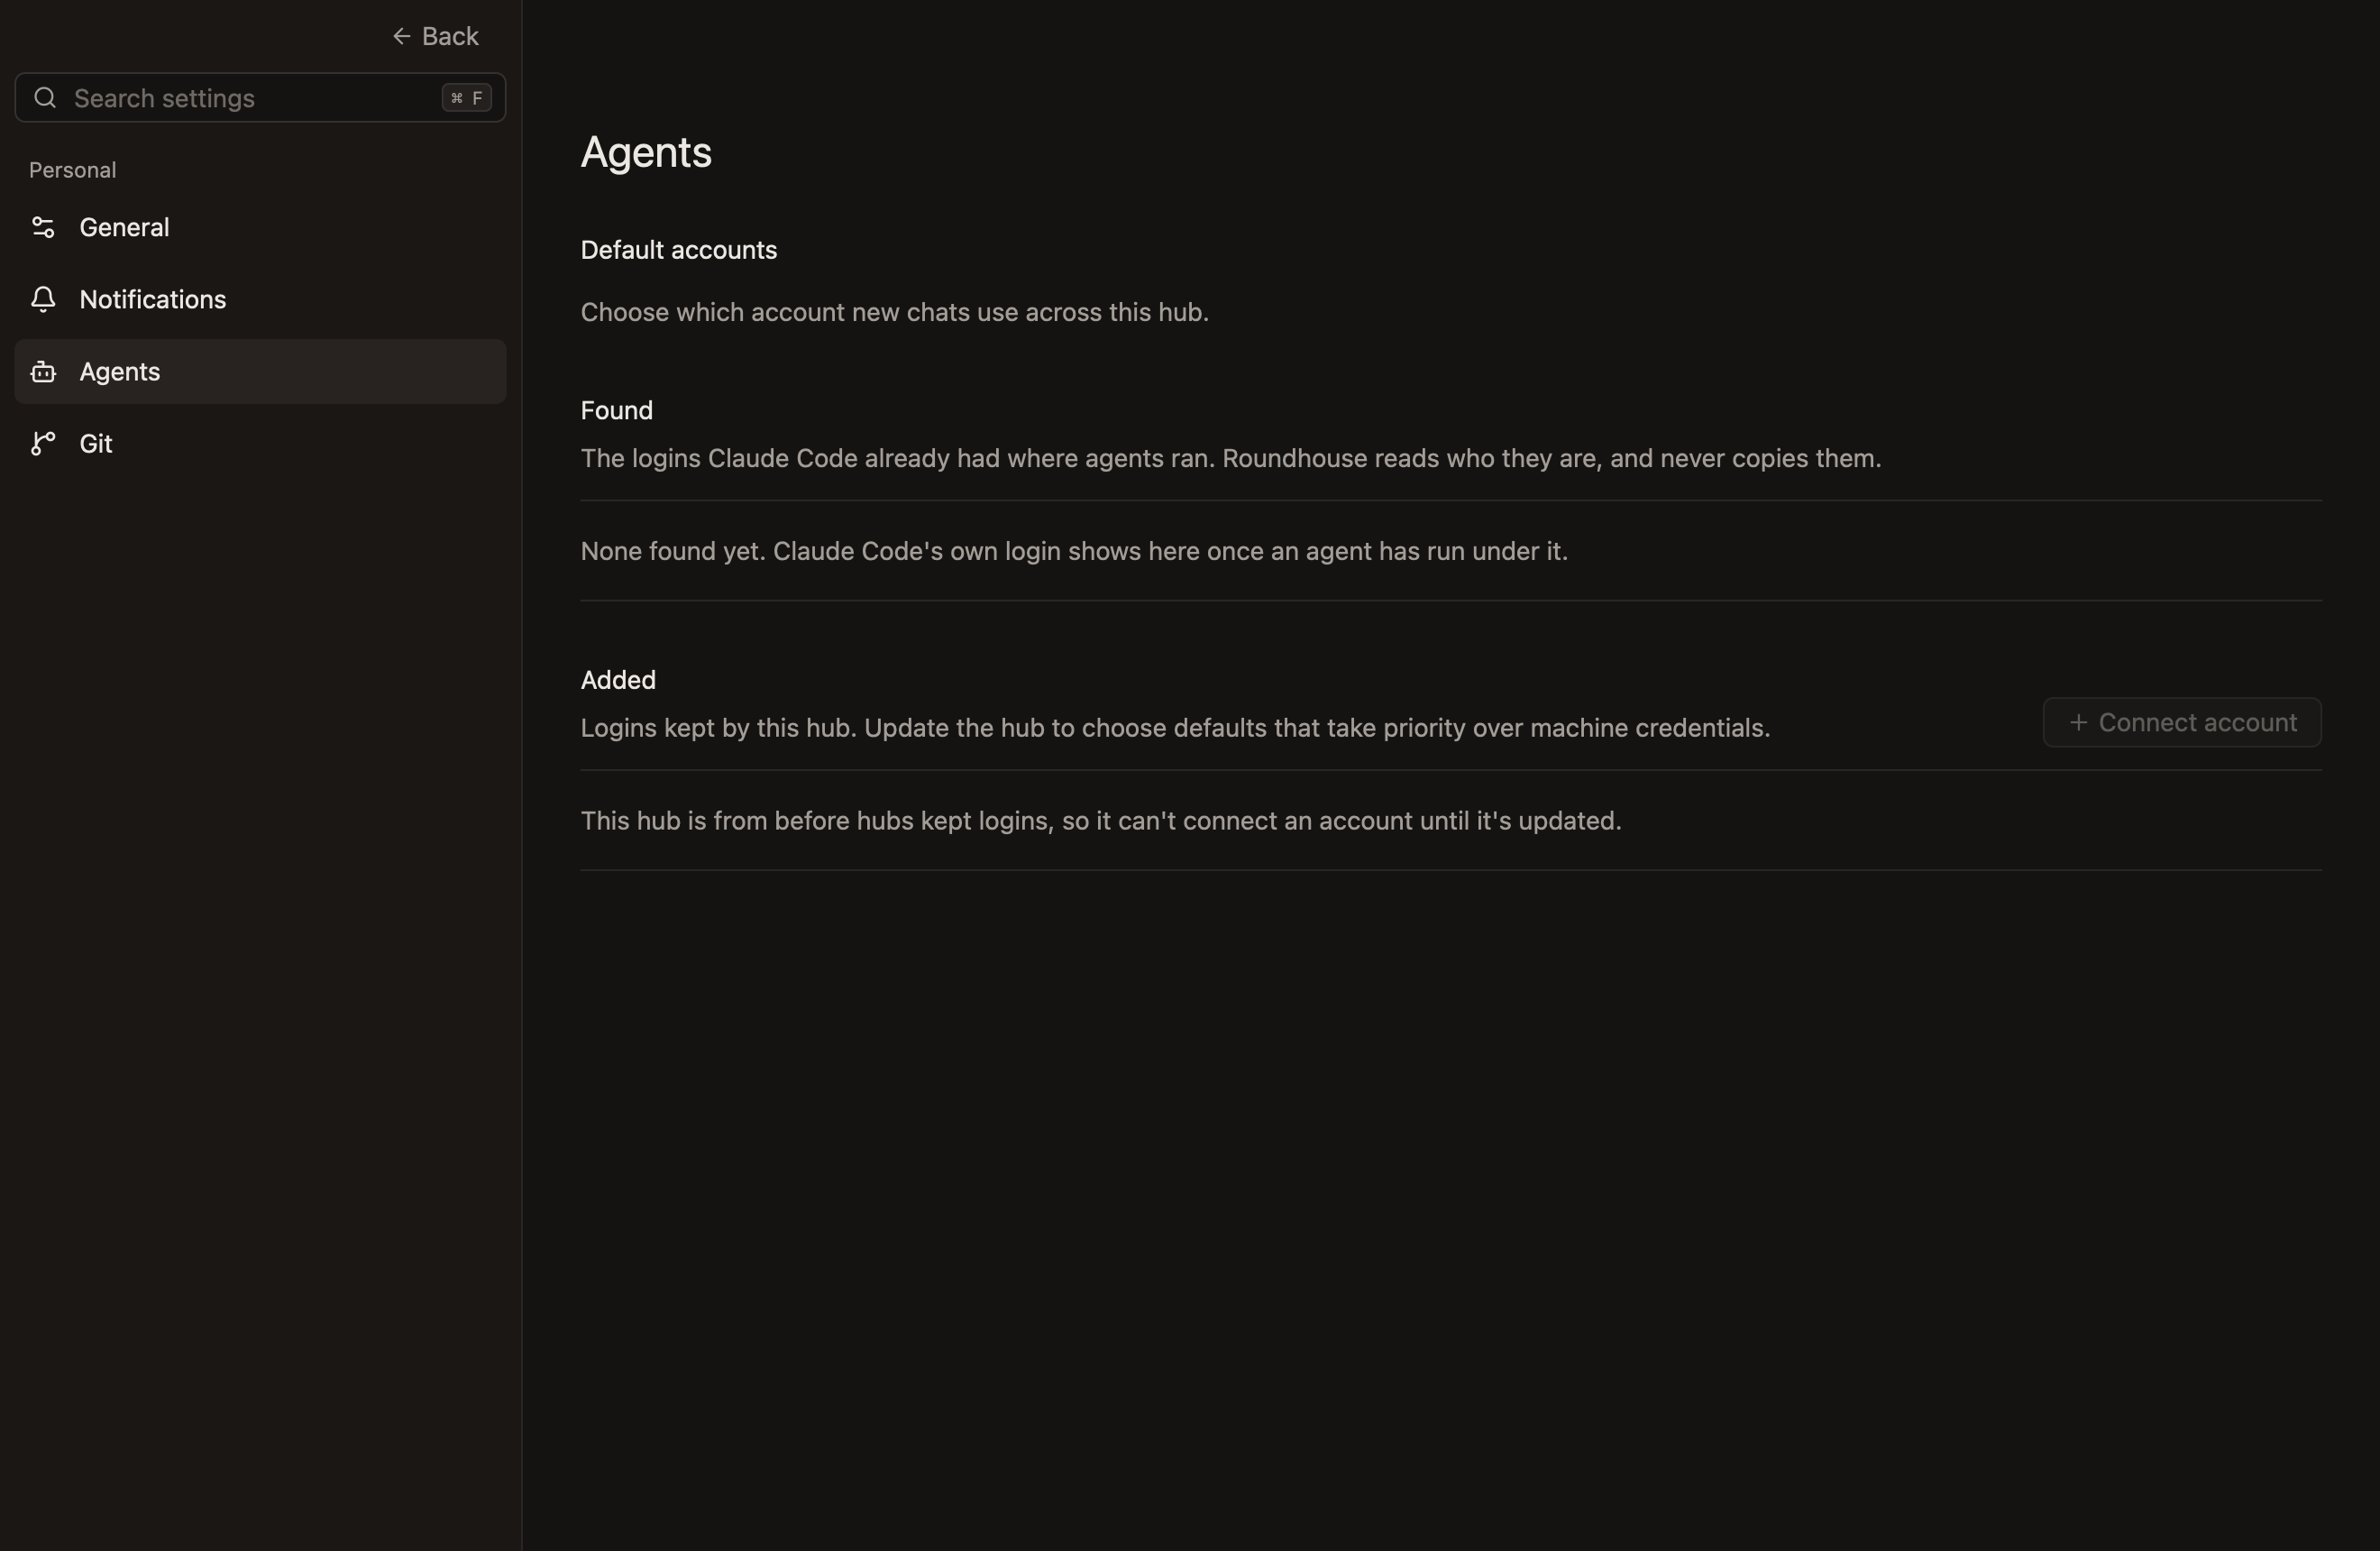 Back
Search settings
⌘ F
Personal
General
Notifications
Agents
Git
Agents
Default accounts
Choose which account new chats use across this hub.
Found
The logins Claude Code already had where agents ran. Roundhouse reads who they are, and never copies them.
None found yet. Claude Code's own login shows here once an agent has run under it.
Added
Logins kept by this hub. Update the hub to choose defaults that take priority over machine credentials.
Connect account
This hub is from before hubs kept logins, so it can't connect an account until it's updated.